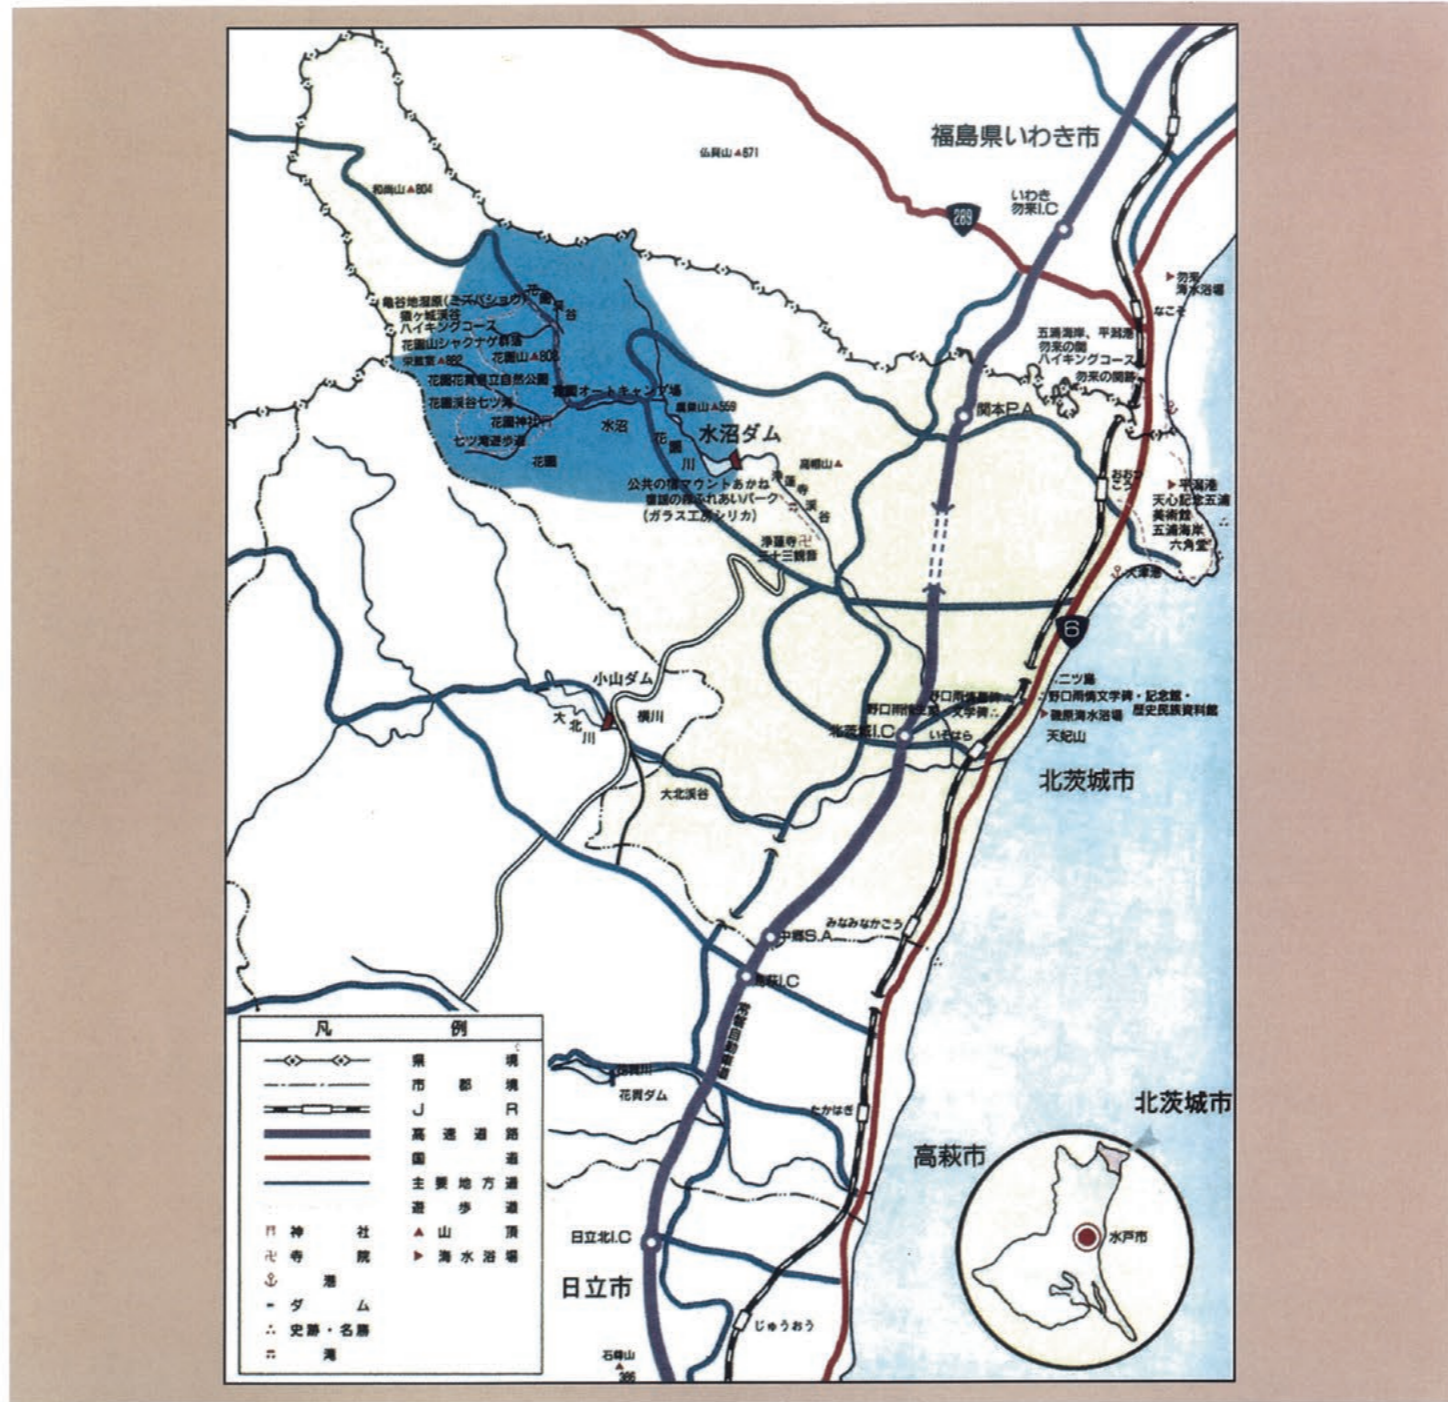 福島県いわき市
仏具山▲671
和尚山▲804
いわき
勿来I.C
289
勿来
海水浴場
なこそ
亀谷地湿原(ミズバショウ)
花園渓谷
猿ヶ城渓谷
ハイキングコース
花園山シャクナゲ群落
栄蔵室▲882
花園花貫県立自然公園
花園渓谷七ツ滝
花園神社
七ツ滝遊歩道
花園
花園オートキャンプ場
水沼
花園川
水沼ダム
五浦海岸、平潟港
勿来の関
ハイキングコース
勿来の関跡
関本P.A
おおつこう
平潟港
天心記念五浦
美術館
五浦海岸
六角堂
大津港
公共の宿マウントあかね
(ガラス工房シリカ)
浄蓮寺渓谷
浄蓮寺
三十三観音
6
小山ダム
大北川
横川
大北渓谷
二ツ島
野口雨情文学碑・記念館・
歴史民族資料館
磯原海水浴場
天妃山
北茨城I.C
いそはら
北茨城市
みなみなかごう
中郷S.A
高萩I.C
常磐自動車道
花貫川
花貫ダム
たかはぎ
高萩市
北茨城市
水戸市
日立北I.C
日立市
じゅうおう
石尊山
386
凡例
県境
市郡境
JR
高速道路
国道
主要地方道
遊歩道
神社
山頂
寺院
海水浴場
港
ダム
史跡・名勝
滝